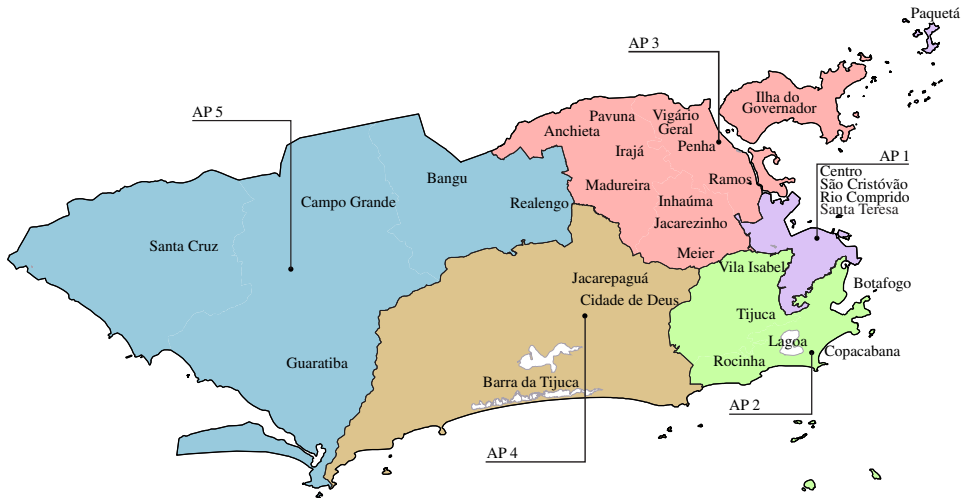 Paquetá
AP 3
Ilha do
Governador
AP 5
Pavuna
Vigário
Geral
Anchieta
Penha
Irajá
AP 1
Centro
São Cristóvão
Rio Comprido
Santa Teresa
Bangu
Madureira
Ramos
Campo Grande
Realengo
Inhaúma
Jacarezinho
Santa Cruz
Meier
Vila Isabel
Jacarepaguá
Botafogo
Cidade de Deus
Tijuca
Lagoa
Copacabana
Guaratiba
Rocinha
Barra da Tijuca
AP 2
AP 4